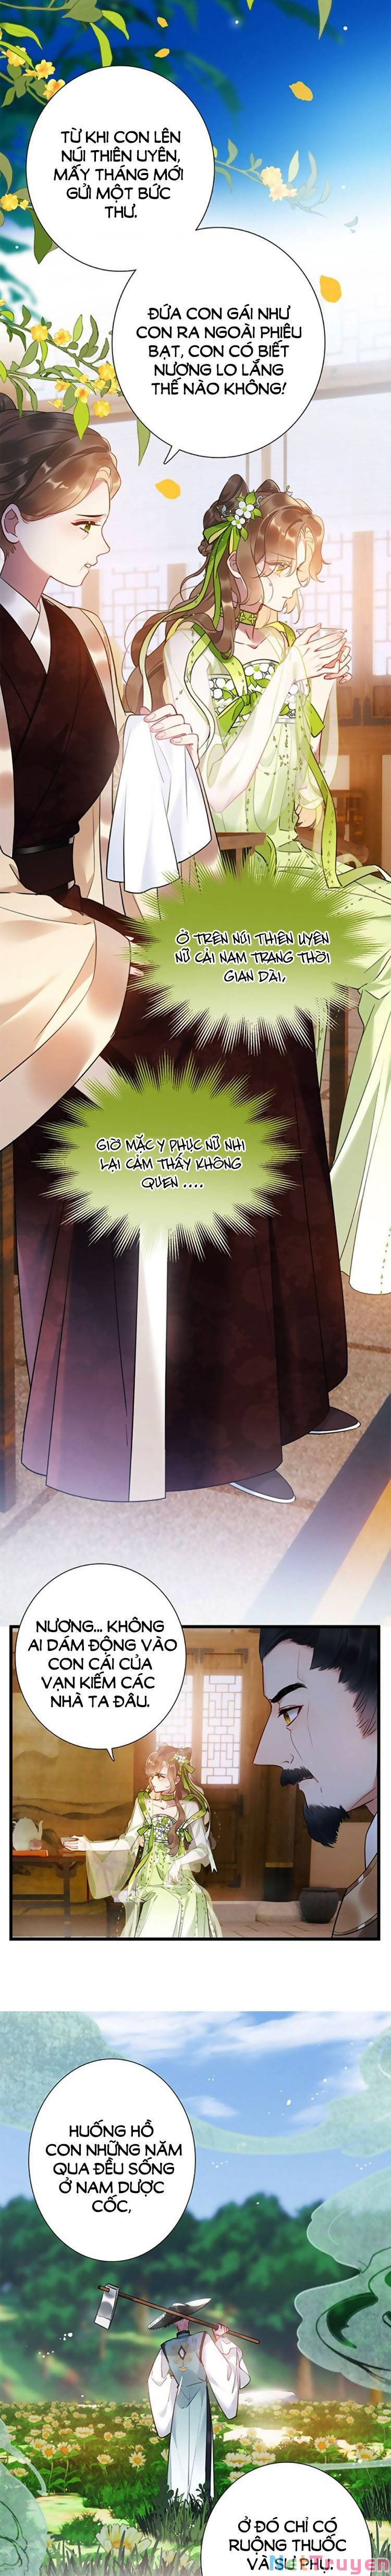 TỪ KHI CON LÊN
NÚI THIÊN UYÊN,
MẤY THÁNG MỚI
GỬI MỘT BỨC
THƯ.
ĐỨA CON GÁI NHƯ
CON RA NGOÀI PHIÊU
BẠT, CON CÓ BIẾT
NƯƠNG LO LẮNG
THẾ NÀO KHÔNG!
Ở TRÊN NÚI THIÊN UYÊN
NỮ CẢI NAM TRANG THỜI
GIAN DÀI,
GIỜ MẶC Y PHỤC NỮ NHI
LẠI CẢM THẤY KHÔNG
QUEN ....
NƯƠNG... KHÔNG
AI DÁM ĐỘNG VÀO
CON CÁI CỦA
VẠN KIẾM CÁC
NHÀ TA ĐÂU.
HUỐNG HỒ
CON NHỮNG NĂM
QUA ĐỀU SỐNG
Ở NAM DƯỢC
CỐC,
Ở ĐÓ CHỈ CÓ
RUỘNG THUỐC
VÀ SƯ PHỤ.
NetTruyen